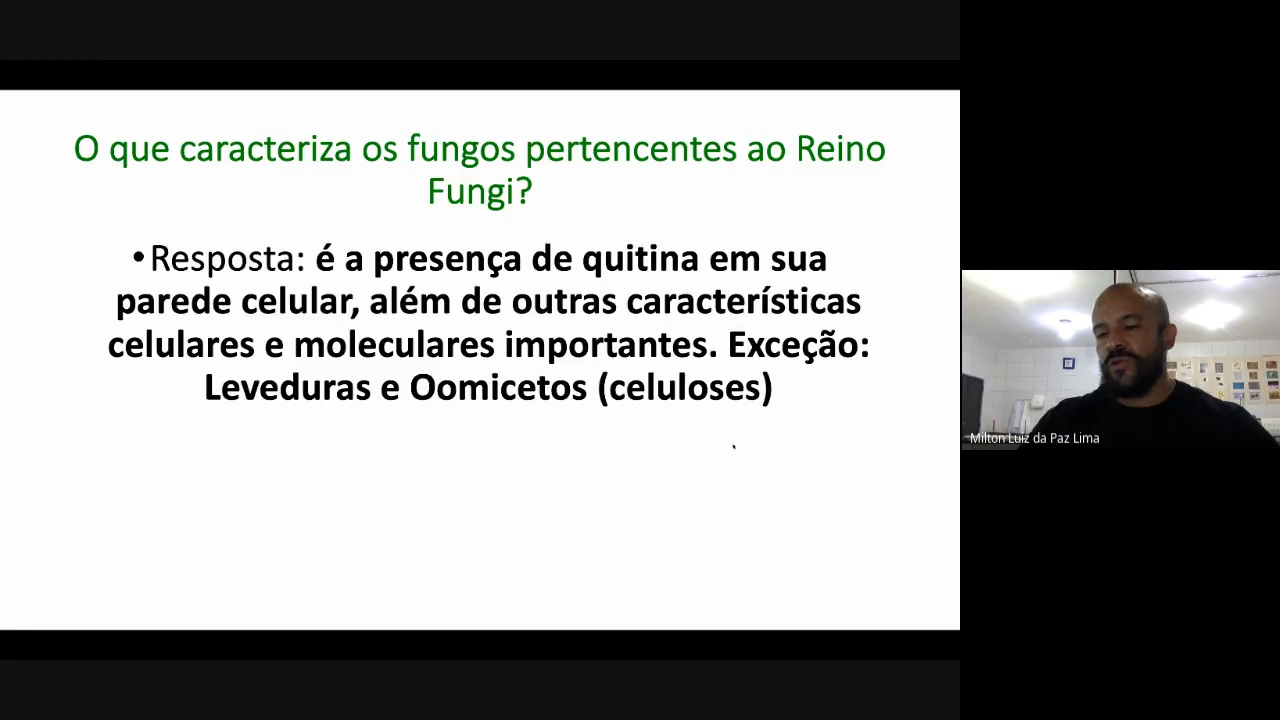 O que caracteriza os fungos pertencentes ao Reino
Fungi?
•Resposta: é a presença de quitina em sua
parede celular, além de outras características
celulares e moleculares importantes. Exceção:
Leveduras e Oomicetos (celuloses)
Milton Luiz da Paz Lima